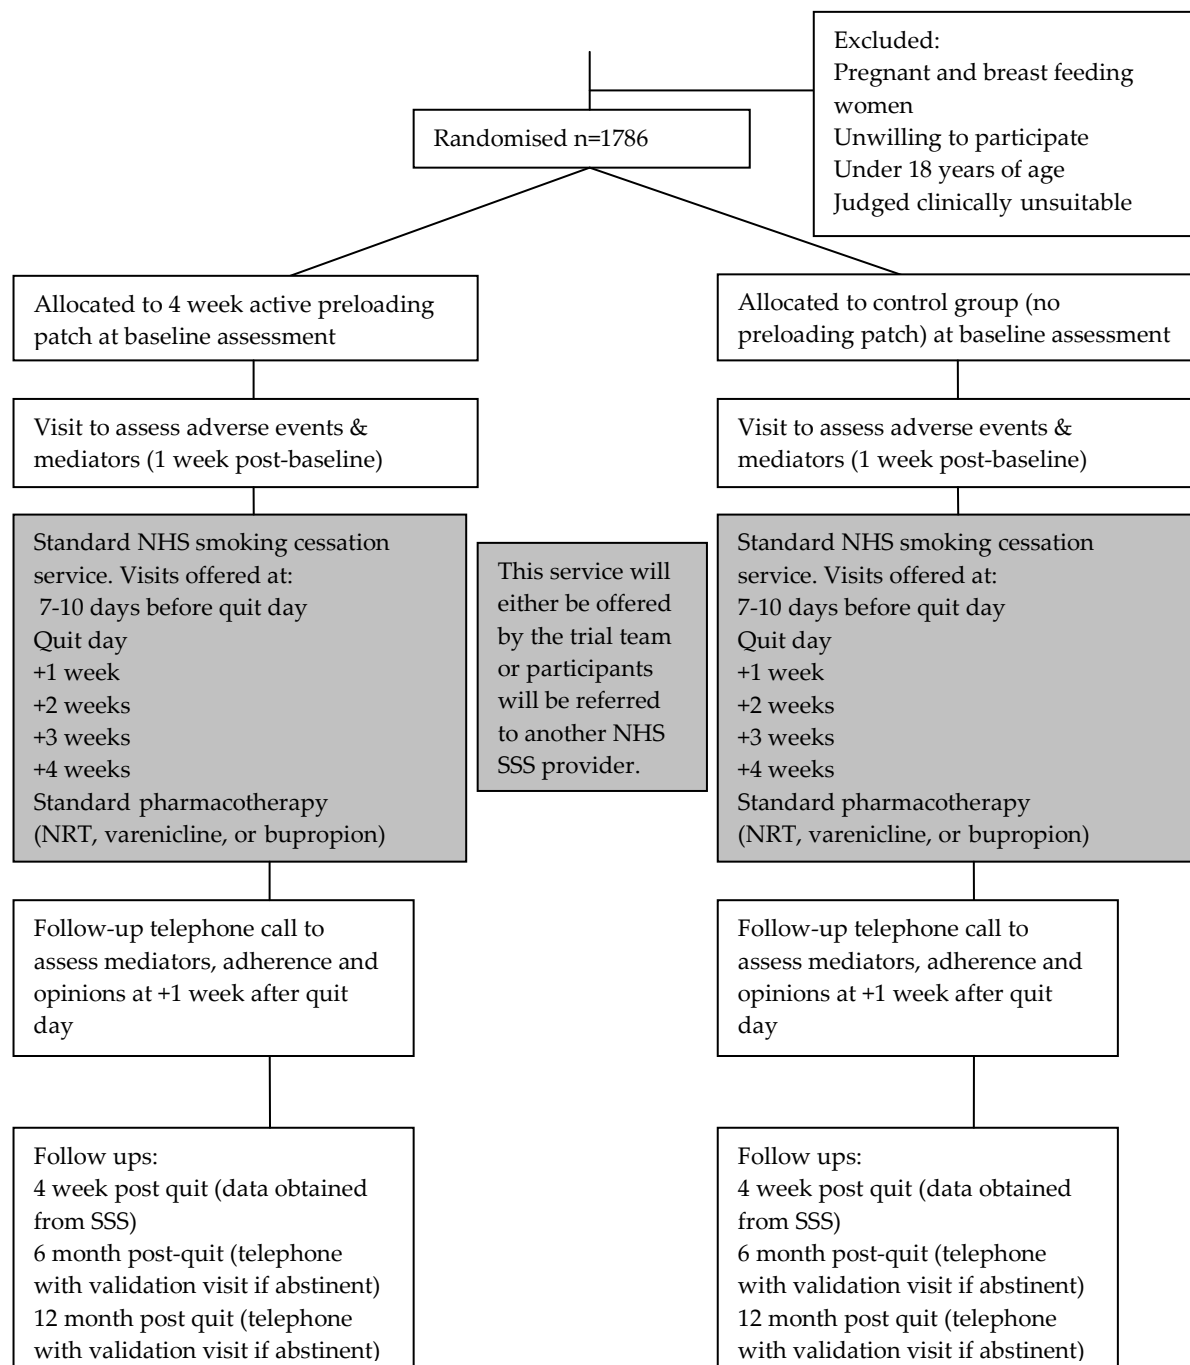 Excluded:
Pregnant and breast feeding
women
Unwilling to participate
Under 18 years of age
Judged clinically unsuitable
Randomised n=1786
Allocated to 4 week active preloading
patch at baseline assessment
Allocated to control group (no
preloading patch) at baseline assessment
Visit to assess adverse events &
mediators (1 week post-baseline)
Visit to assess adverse events &
mediators (1 week post-baseline)
Standard NHS smoking cessation
service. Visits offered at:
7-10 days before quit day
Quit day
+1 week
+2 weeks
+3 weeks
+4 weeks
Standard pharmacotherapy
(NRT, varenicline, or bupropion)
This service will
either be offered
by the trial team
or participants
will be referred
to another NHS
SSS provider.
Standard NHS smoking cessation
service. Visits offered at:
7-10 days before quit day
Quit day
+1 week
+2 weeks
+3 weeks
+4 weeks
Standard pharmacotherapy
(NRT, varenicline, or bupropion)
Follow-up telephone call to
assess mediators, adherence and
opinions at +1 week after quit
day
Follow-up telephone call to
assess mediators, adherence and
opinions at +1 week after quit
day
Follow ups:
4 week post quit (data obtained
from SSS)
6 month post-quit (telephone
with validation visit if abstinent)
12 month post quit (telephone
with validation visit if abstinent)
Follow ups:
4 week post quit (data obtained
from SSS)
6 month post-quit (telephone
with validation visit if abstinent)
12 month post quit (telephone
with validation visit if abstinent)